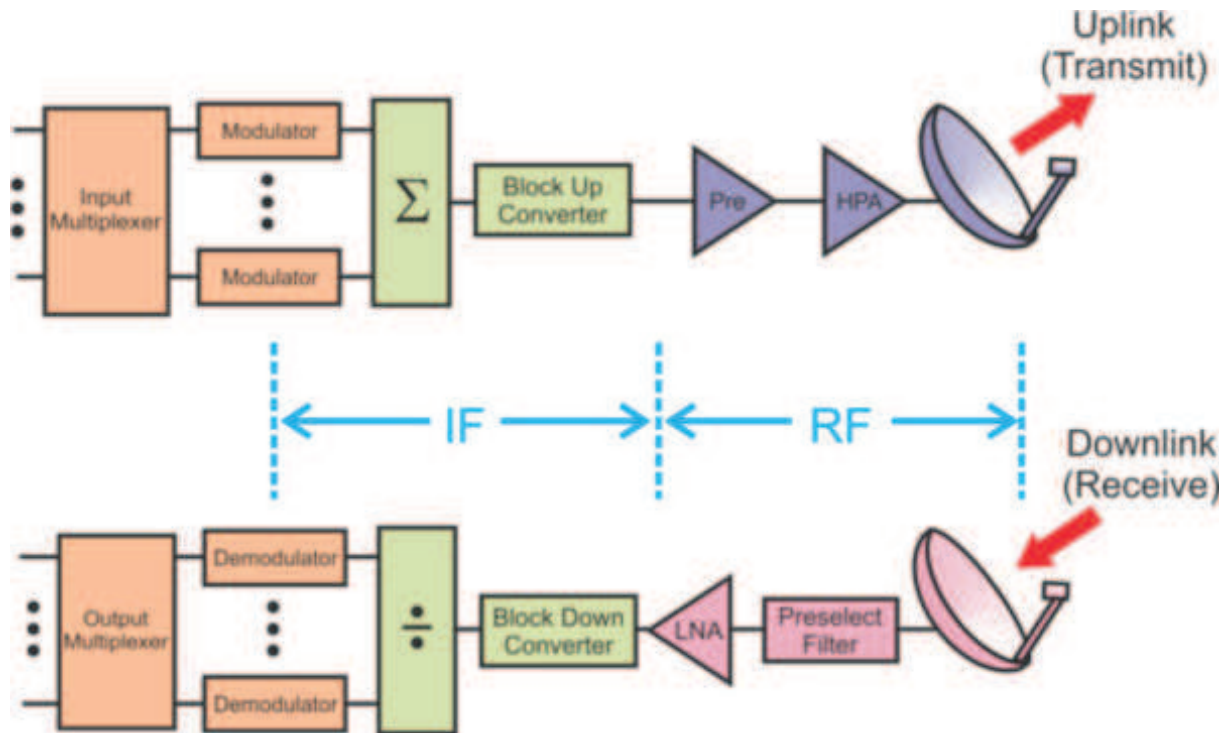 Uplink
(Transmit)
Modulator
Input
Multiplexer
Σ
Block Up
Converter
Pre
HPA
Modulator
IF
RF
Downlink
(Receive)
Demodulator
Output
Multiplexer
÷
Block Down
Converter
LNA
Preselect
Filter
Demodulator